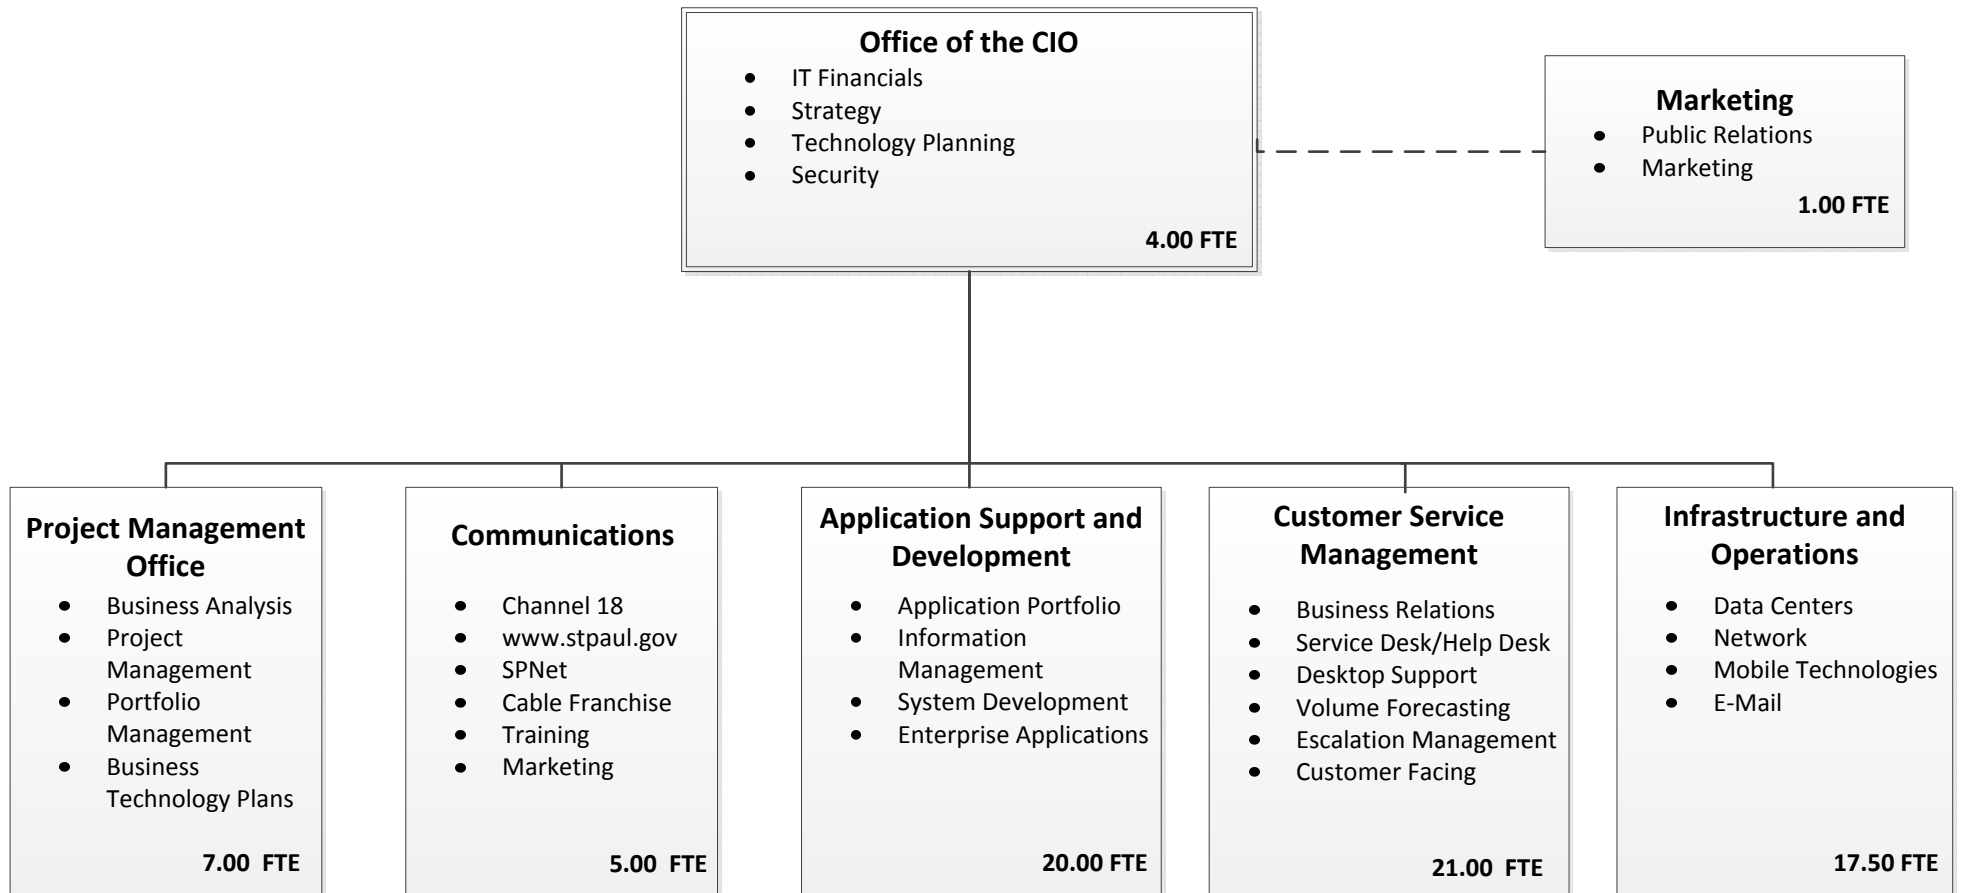 Office of the CIO
• IT Financials
• Strategy
• Technology Planning
• Security
4.00 FTE
Marketing
• Public Relations
• Marketing
1.00 FTE
Project Management
Office
• Business Analysis
• Project
Management
• Portfolio
Management
• Business
Technology Plans
7.00 FTE
Communications
• Channel 18
• www.stpaul.gov
• SPNet
• Cable Franchise
• Training
• Marketing
5.00 FTE
Application Support and
Development
• Application Portfolio
• Information
Management
• System Development
• Enterprise Applications
20.00 FTE
Customer Service
Management
• Business Relations
• Service Desk/Help Desk
• Desktop Support
• Volume Forecasting
• Escalation Management
• Customer Facing
21.00 FTE
Infrastructure and
Operations
• Data Centers
• Network
• Mobile Technologies
• E-Mail
17.50 FTE